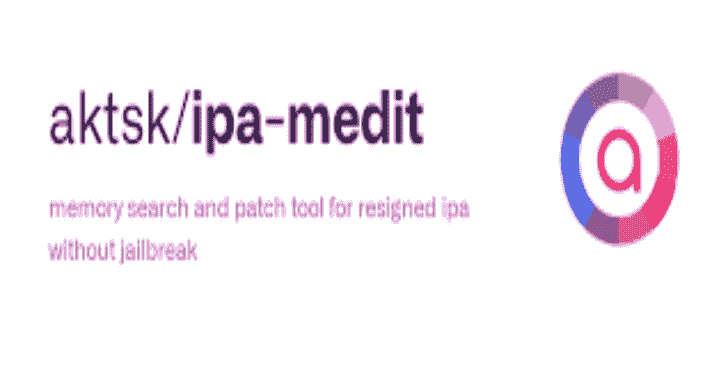 aktsk/ipa-medit
memory search and patch tool for resigned ipa
without jailbreak
a